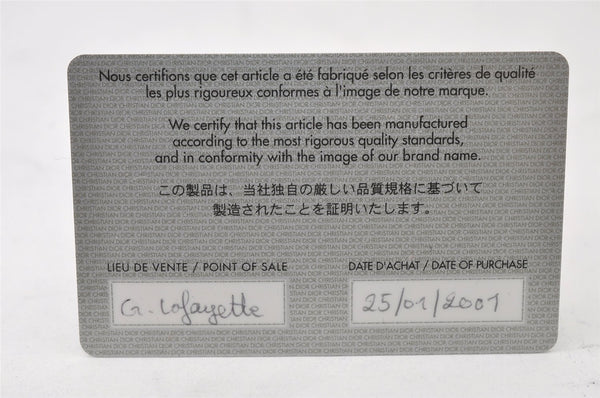 Nous certifions que cet article a été fabriqué selon les critères de qualité
les plus rigoureux conformes à l'image de notre marque.
We certify that this article has been manufactured
according to the most rigorous quality standards,
and in conformity with the image of our brand name.
この製品は、当社独自の厳しい品質規格に基づいて
製造されたことを証明いたします。
LIEU DE VENTE / POINT OF SALE
DATE D'ACHAT / DATE OF PURCHASE
G. Lafayette
25/01/2001